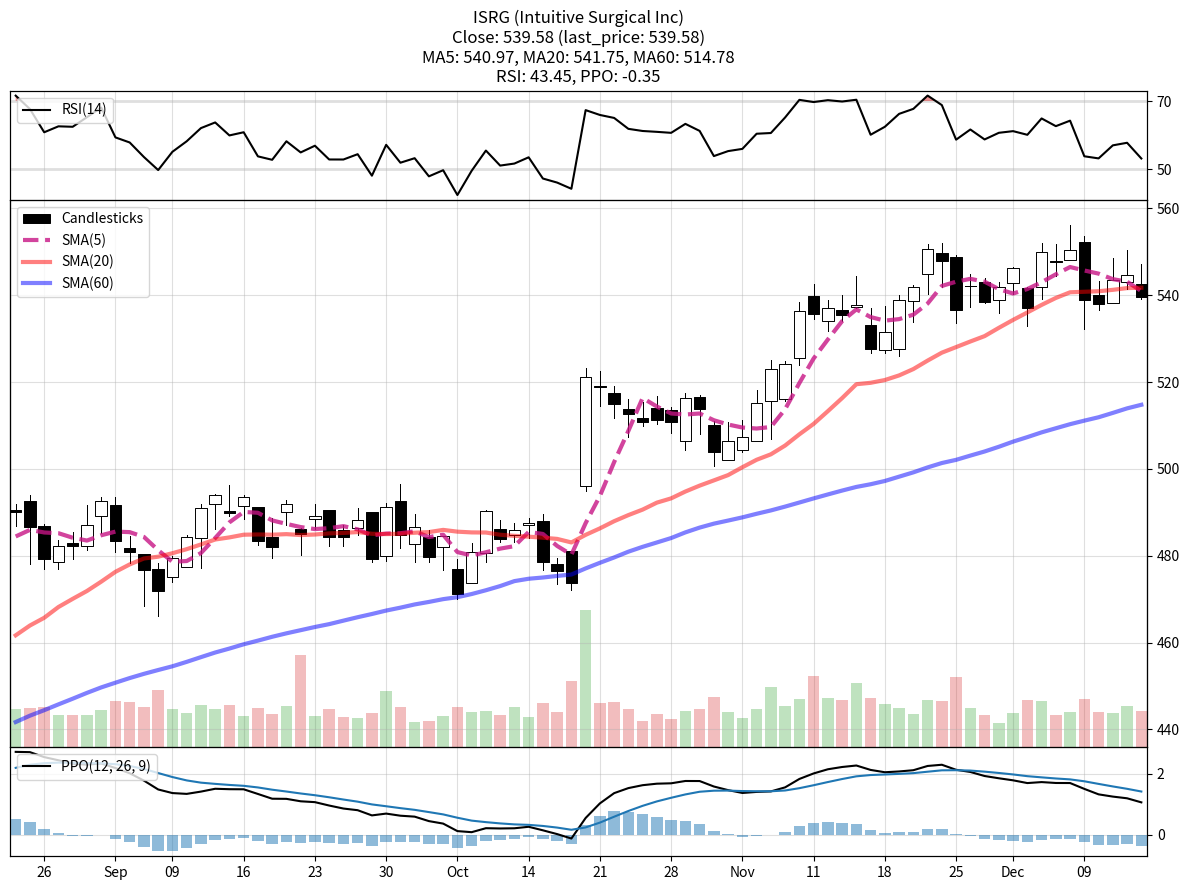 ISRG (Intuitive Surgical Inc)
Close: 539.58 (last_price: 539.58)
MA5: 540.97, MA20: 541.75, MA60: 514.78
RSI: 43.45, PPO: -0.35
RSI(14)
70
50
Candlesticks
SMA(5)
SMA(20)
SMA(60)
560
540
520
500
480
460
440
PPO(12, 26, 9)
2
0
26 Sep 09 16 23 30 Oct 14 21 28 Nov 11 18 25 Dec 09